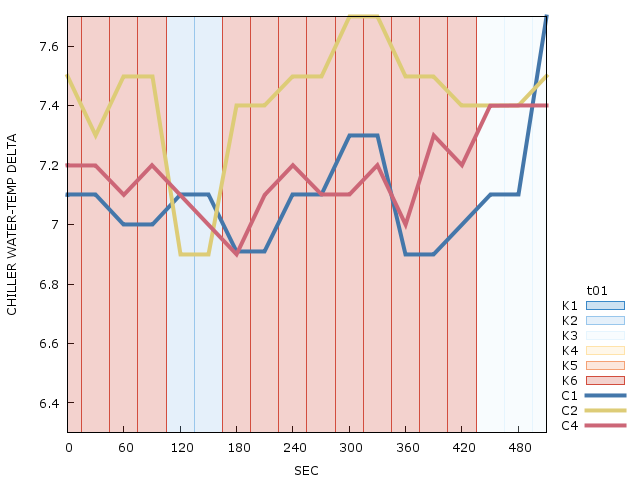 CHILLER WATER-TEMP DELTA
7.6
7.4
7.2
7
6.8
6.6
6.4
0 60 120 180 240 300 360 420 480
SEC
t01
K1
K2
K3
K4
K5
K6
C1
C2
C4